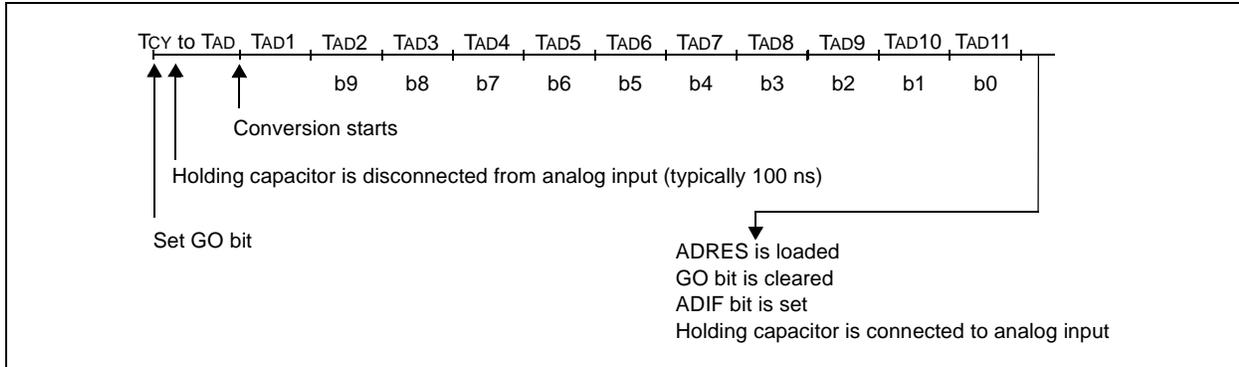 TCY to TAD TAD1 TAD2 TAD3 TAD4 TAD5 TAD6 TAD7 TAD8 TAD9 TAD10 TAD11
b9 b8 b7 b6 b5 b4 b3 b2 b1 b0
Conversion starts
Holding capacitor is disconnected from analog input (typically 100 ns)
Set GO bit
ADRES is loaded
GO bit is cleared
ADIF bit is set
Holding capacitor is connected to analog input